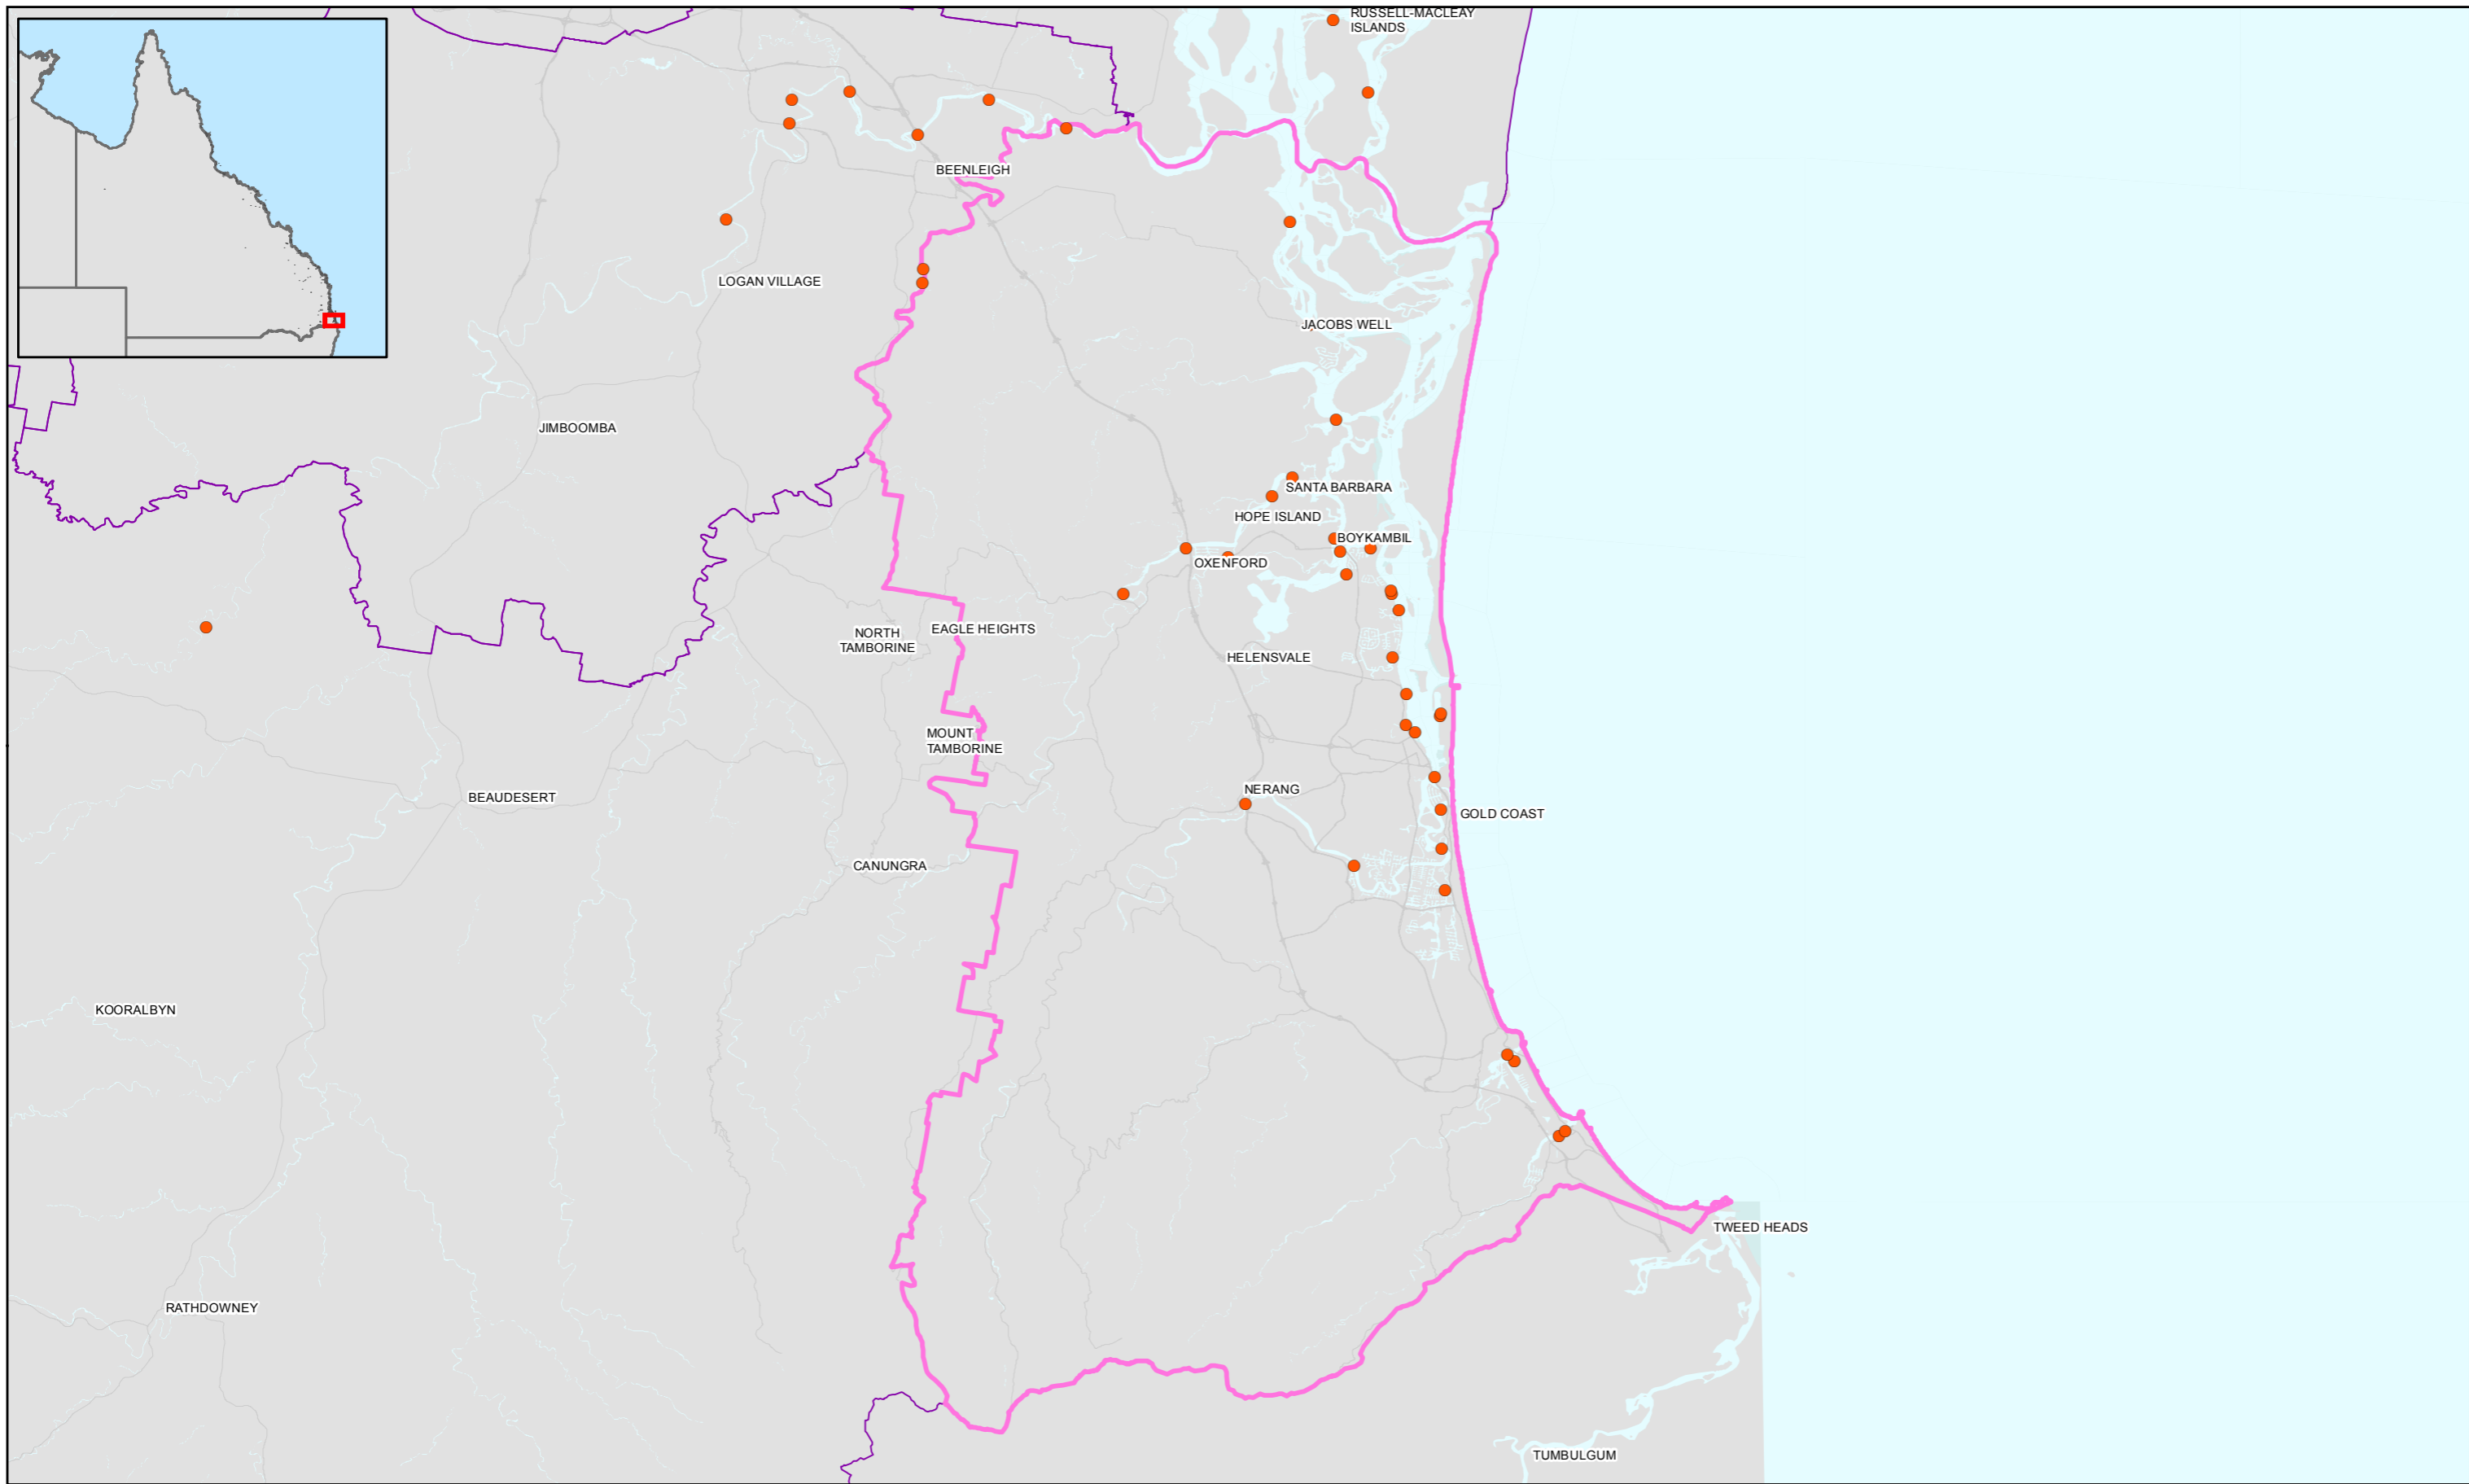 RUSSELL-MACLEAY
ISLANDS
BEENLEIGH
LOGAN VILLAGE
JACOBS WELL
JIMBOOMBA
SANTA BARBARA
HOPE ISLAND
BOYKAMBIL
OXENFORD
NORTH
TAMBORINE
EAGLE HEIGHTS
HELENSVALE
MOUNT
TAMBORINE
NERANG
BEAUDESERT
GOLD COAST
CANUNGRA
KOORALBYN
TWEED HEADS
RATHDOWNEY
TUMBULGUM